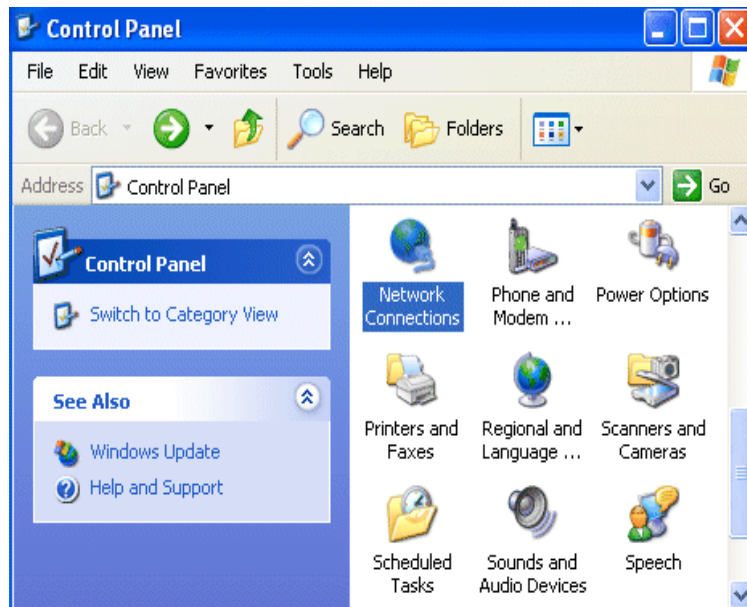 Control Panel
File Edit View Favorites Tools Help
Back Search Folders
Address Control Panel Go
Control Panel
Switch to Category View
See Also
Windows Update
Help and Support
Network
Connections
Phone and
Modem ...
Power Options
Printers and
Faxes
Regional and
Language ...
Scanners and
Cameras
Scheduled
Tasks
Sounds and
Audio Devices
Speech